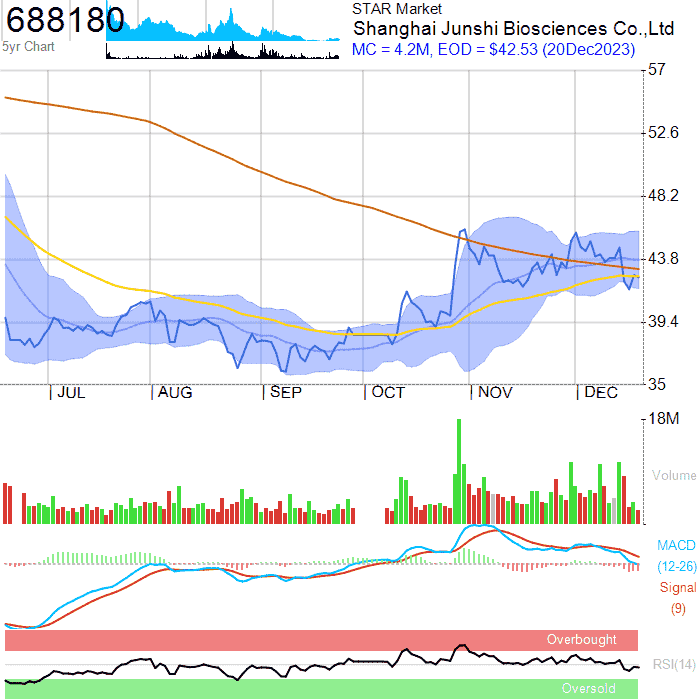 688180
5yr Chart
STAR Market
Shanghai Junshi Biosciences Co.,Ltd
MC = 4.2M, EOD = $42.53 (20Dec2023)
57
52.6
48.2
43.8
39.4
35
JUL
AUG
SEP
OCT
NOV
DEC
18M
Volume
MACD
(12-26)
Signal
(9)
Overbought
RSI(14)
Oversold